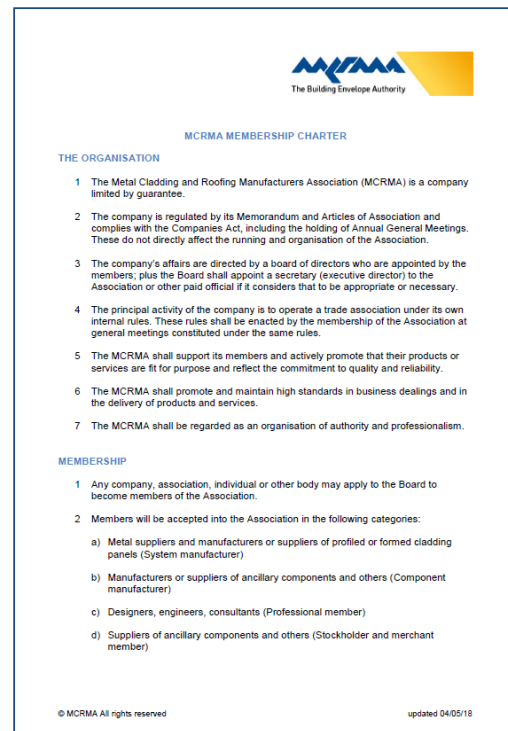 MCRMA
The Building Envelope Authority
MCRMA MEMBERSHIP CHARTER
THE ORGANISATION
1 The Metal Cladding and Roofing Manufacturers Association (MCRMA) is a company
limited by guarantee.
2 The company is regulated by its Memorandum and Articles of Association and
complies with the Companies Act, including the holding of Annual General Meetings.
These do not directly affect the running and organisation of the Association.
3 The company's affairs are directed by a board of directors who are appointed by the
members; plus the Board shall appoint a secretary (executive director) to the
Association or other paid official if it considers that to be appropriate or necessary.
4 The principal activity of the company is to operate a trade association under its own
internal rules. These rules shall be enacted by the membership of the Association at
general meetings constituted under the same rules.
5 The MCRMA shall support its members and actively promote that their products or
services are fit for purpose and reflect the commitment to quality and reliability.
6 The MCRMA shall promote and maintain high standards in business dealings and in
the delivery of products and services.
7 The MCRMA shall be regarded as an organisation of authority and professionalism.
MEMBERSHIP
1 Any company, association, individual or other body may apply to the Board to
become members of the Association.
2 Members will be accepted into the Association in the following categories:
a) Metal suppliers and manufacturers or suppliers of profiled or formed cladding
panels (System manufacturer)
b) Manufacturers or suppliers of ancillary components and others (Component
manufacturer)
c) Designers, engineers, consultants (Professional member)
d) Suppliers of ancillary components and others (Stockholder and merchant
member)
© MCRMA All rights reserved updated 04/05/18